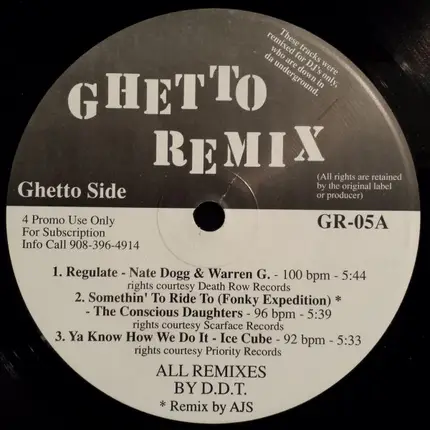 These tracks were
remixed for DJ's only,
who are down in
da underground.
GHETTO
REMIX
(All rights are retained
by the original label
or producer)
Ghetto Side
GR-05A
4 Promo Use Only
For Subscription
Info Call 908-396-4914
1. Regulate - Nate Dogg & Warren G. - 100 bpm - 5:44
rights courtesy Death Row Records
2. Somethin' To Ride To (Fonky Expedition) *
- The Conscious Daughters - 96 bpm - 5:39
rights courtesy Scarface Records
3. Ya Know How We Do It - Ice Cube - 92 bpm - 5:33
rights courtesy Priority Records
ALL REMIXES
BY D.D.T.
* Remix by AJS